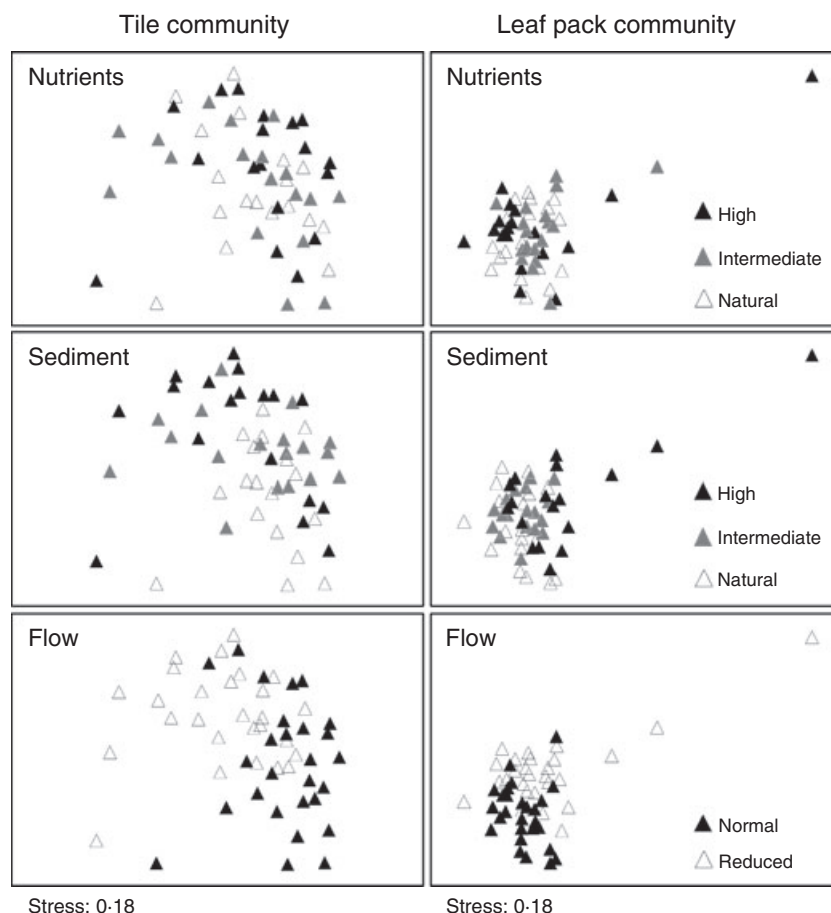 Tile community
Leaf pack community
Nutrients
Nutrients
High
Intermediate
Natural
Sediment
Sediment
High
Intermediate
Natural
Flow
Flow
Normal
Reduced
Stress: 0·18
Stress: 0·18